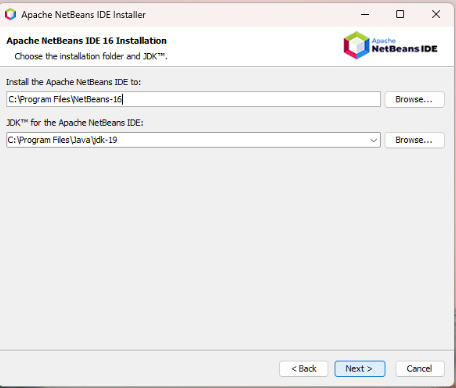 Apache NetBeans IDE Installer
Apache NetBeans IDE 16 Installation
Choose the installation folder and JDK™.
Apache
NetBeans IDE
Install the Apache NetBeans IDE to:
C:\Program Files\NetBeans-16
Browse...
JDK™ for the Apache NetBeans IDE:
C:\Program Files\Java\jdk-19
Browse...
< Back
Next >
Cancel